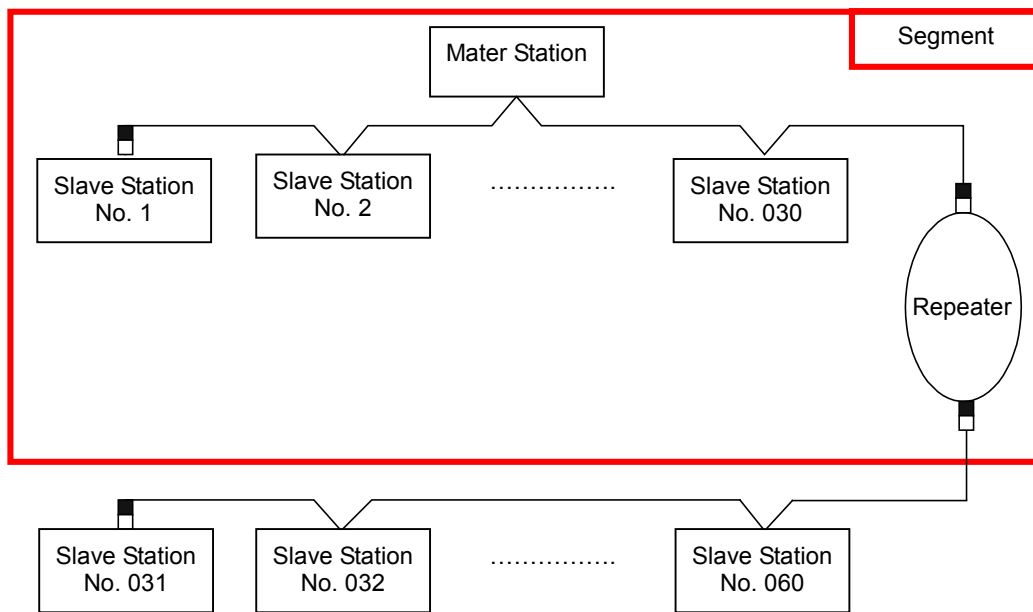 Segment
Mater Station
Slave Station
No. 1
Slave Station
No. 2
................
Slave Station
No. 030
Repeater
Slave Station
No. 031
Slave Station
No. 032
................
Slave Station
No. 060